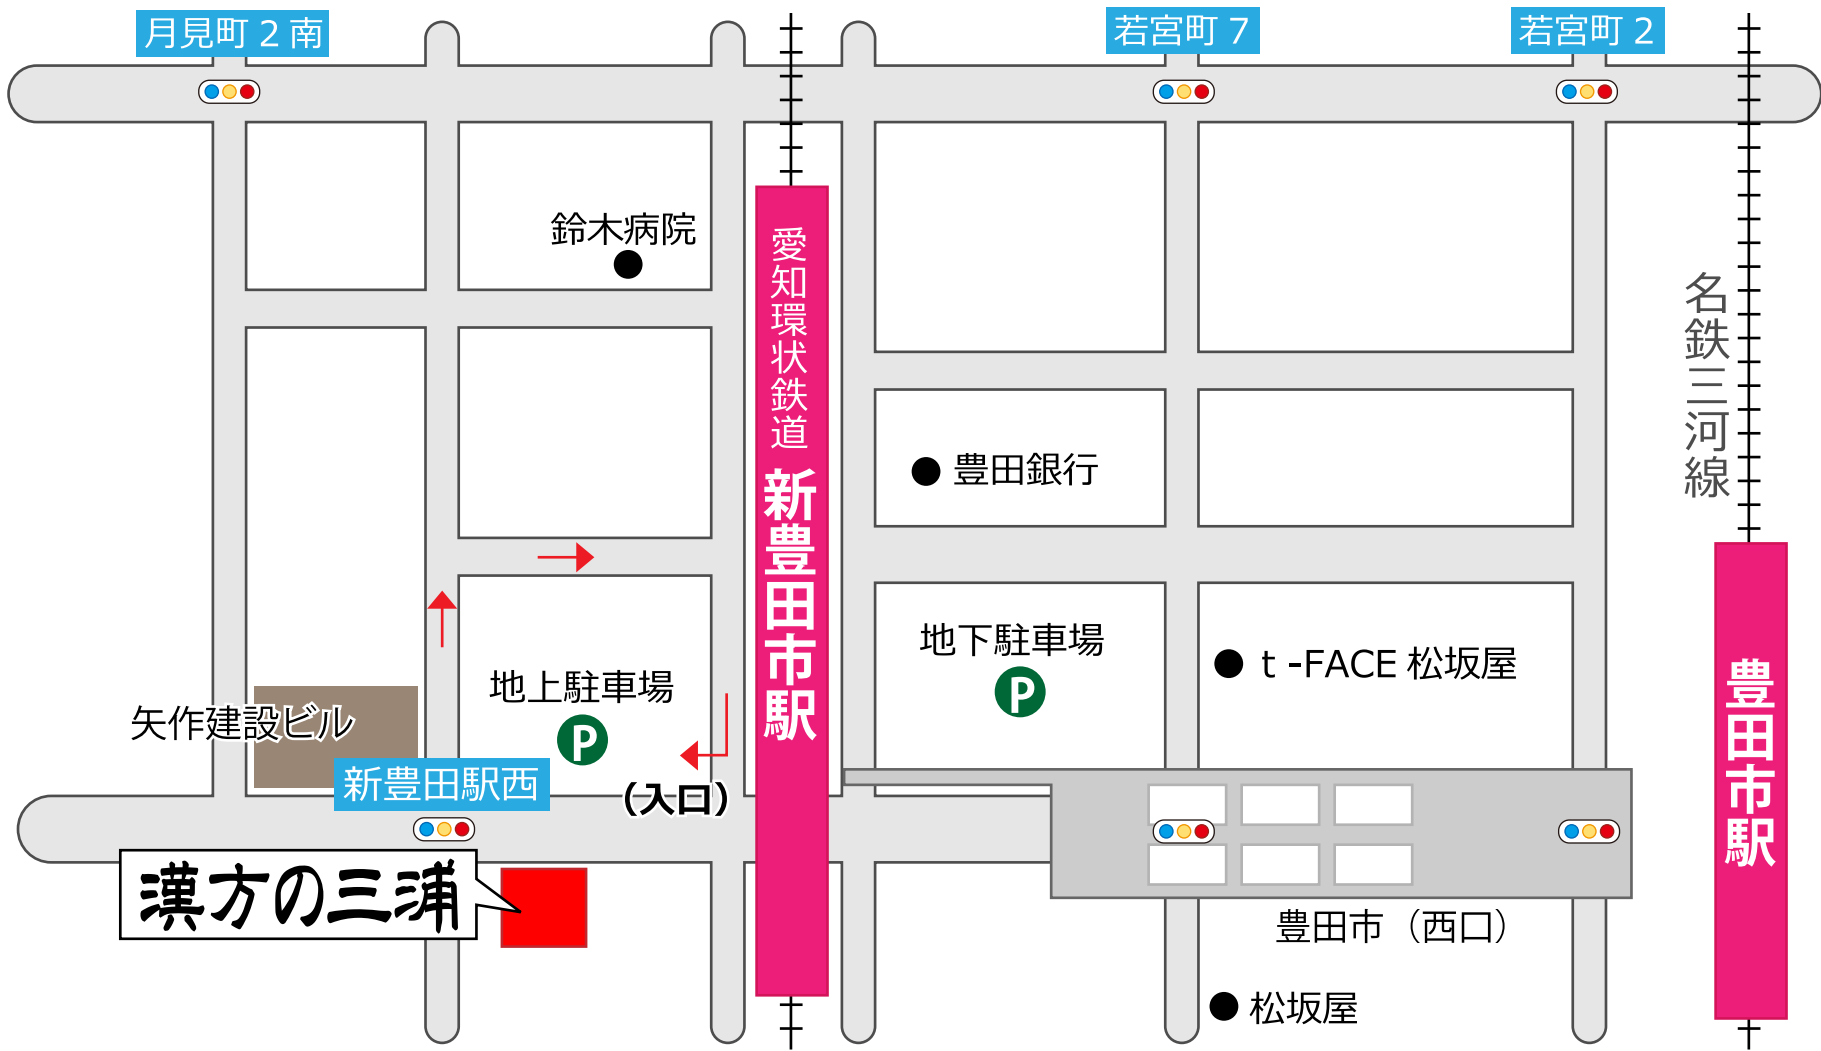 月見町2南
若宮町7
若宮町2
鈴木病院
愛知環状鉄道 新豊田市駅
名鉄三河線
豊田銀行
地下駐車場
P
t -FACE 松坂屋
地上駐車場
P
矢作建設ビル
豊田市駅
新豊田駅西
(入口)
漢方の三浦
豊田市（西口）
松坂屋